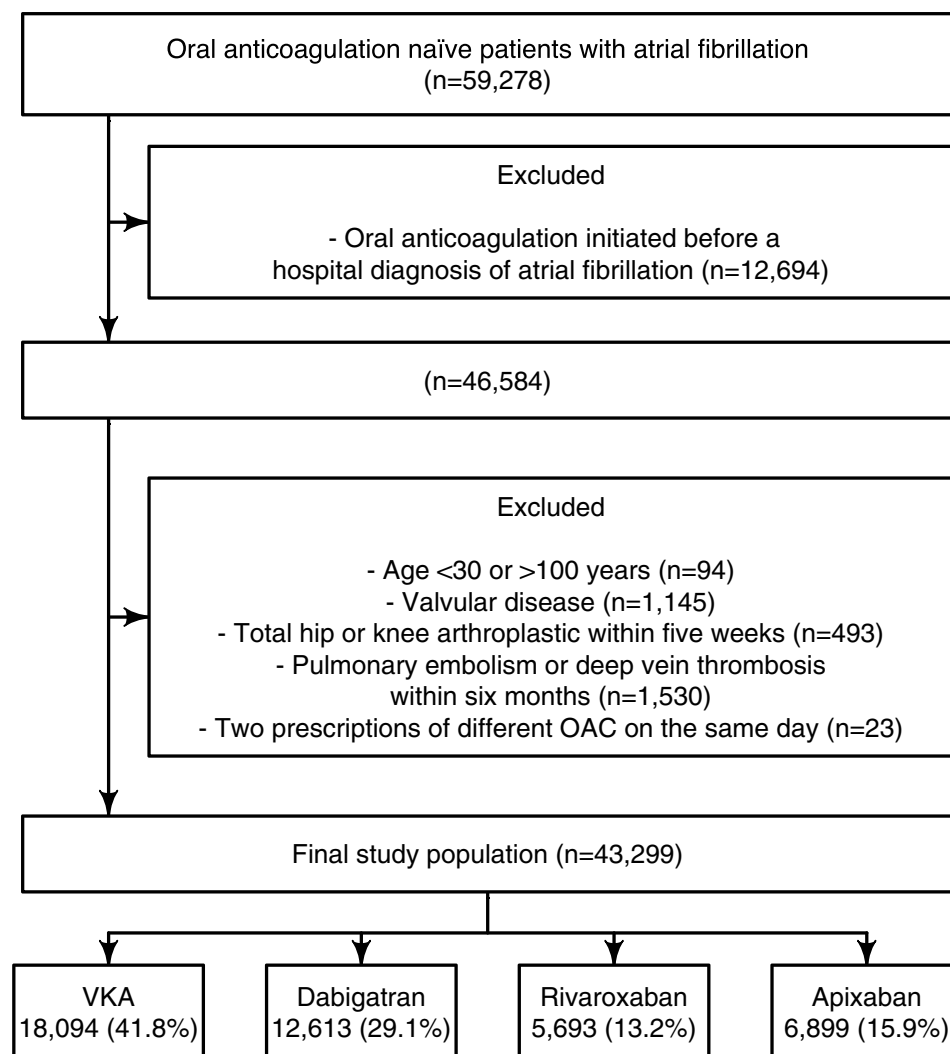 Oral anticoagulation naïve patients with atrial fibrillation
(n=59,278)
Excluded
- Oral anticoagulation initiated before a
hospital diagnosis of atrial fibrillation (n=12,694)
(n=46,584)
Excluded
- Age <30 or >100 years (n=94)
- Valvular disease (n=1,145)
- Total hip or knee arthroplastic within five weeks (n=493)
- Pulmonary embolism or deep vein thrombosis
within six months (n=1,530)
- Two prescriptions of different OAC on the same day (n=23)
Final study population (n=43,299)
VKA
18,094 (41.8%)
Dabigatran
12,613 (29.1%)
Rivaroxaban
5,693 (13.2%)
Apixaban
6,899 (15.9%)